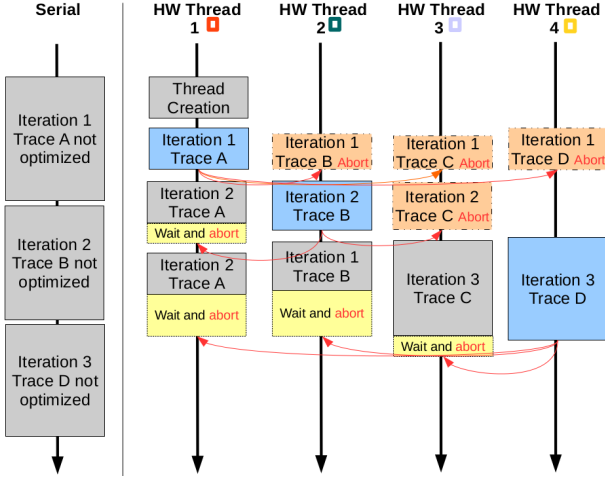 Serial
Iteration 1
Trace A not
optimized
Iteration 2
Trace B not
optimized
Iteration 3
Trace D not
optimized
HW Thread
1
Thread
Creation
Iteration 1
Trace A
Iteration 2
Trace A
Wait and abort
Iteration 2
Trace A
Wait and abort
HW Thread
2
Iteration 1
Trace B Abort
Iteration 2
Trace B
Iteration 1
Trace B
Wait and abort
HW Thread
3
Iteration 1
Trace C Abort
Iteration 2
Trace C Abort
Iteration 3
Trace C
Wait and abort
HW Thread
4
Iteration 1
Trace D Abort
Iteration 3
Trace D